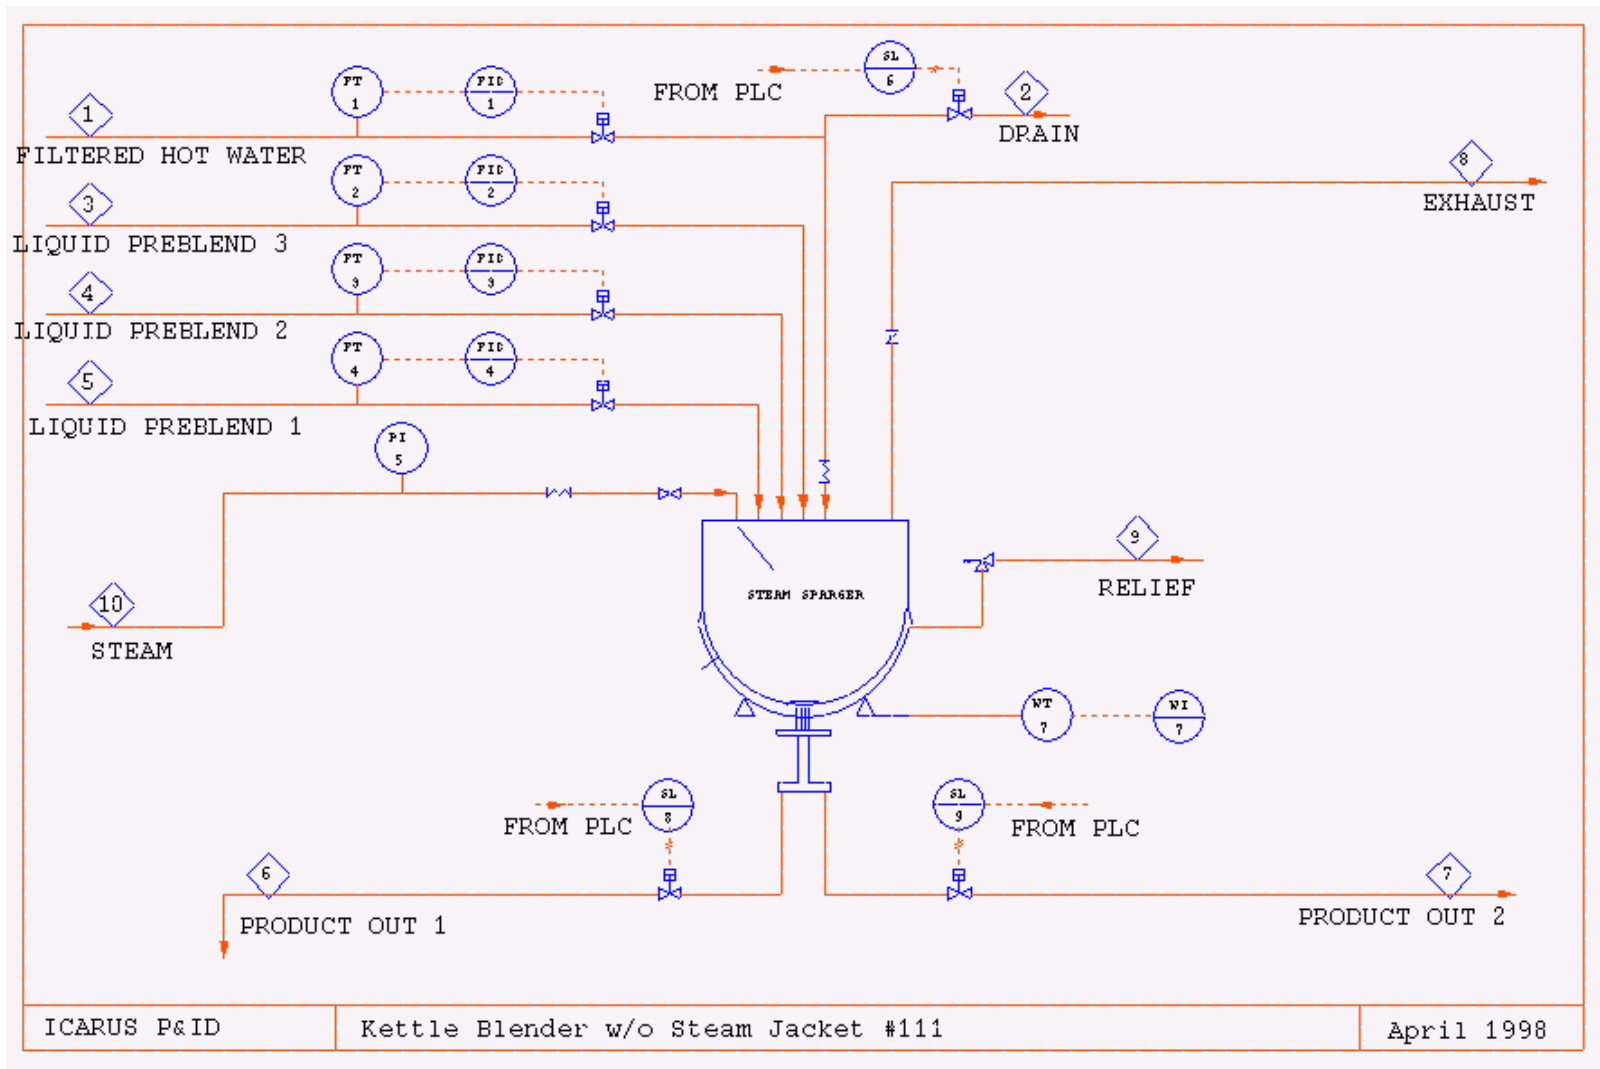 FT
1
FIC
1
SL
6
FROM PLC
2
DRAIN
1
FILTERED HOT WATER
FT
2
FIC
2
8
EXHAUST
3
LIQUID PREBLEND 3
FT
3
FIC
3
4
LIQUID PREBLEND 2
FT
4
FIC
4
5
LIQUID PREBLEND 1
PI
5
9
RELIEF
STEAM SPARGER
10
STEAM
WT
7
WI
7
SL
8
FROM PLC
SL
9
FROM PLC
6
PRODUCT OUT 1
7
PRODUCT OUT 2
ICARUS P&ID
Kettle Blender w/o Steam Jacket #111
April 1998